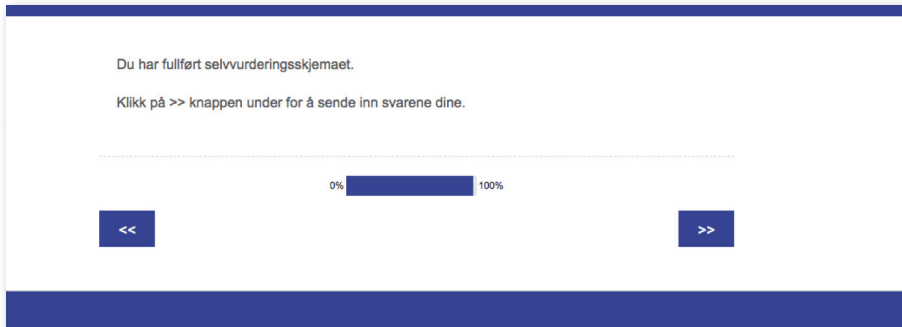 Du har fullført selvvurderingsskjemaet.
Klikk på >> knappen under for å sende inn svarene dine.
0% 100%
<< >>